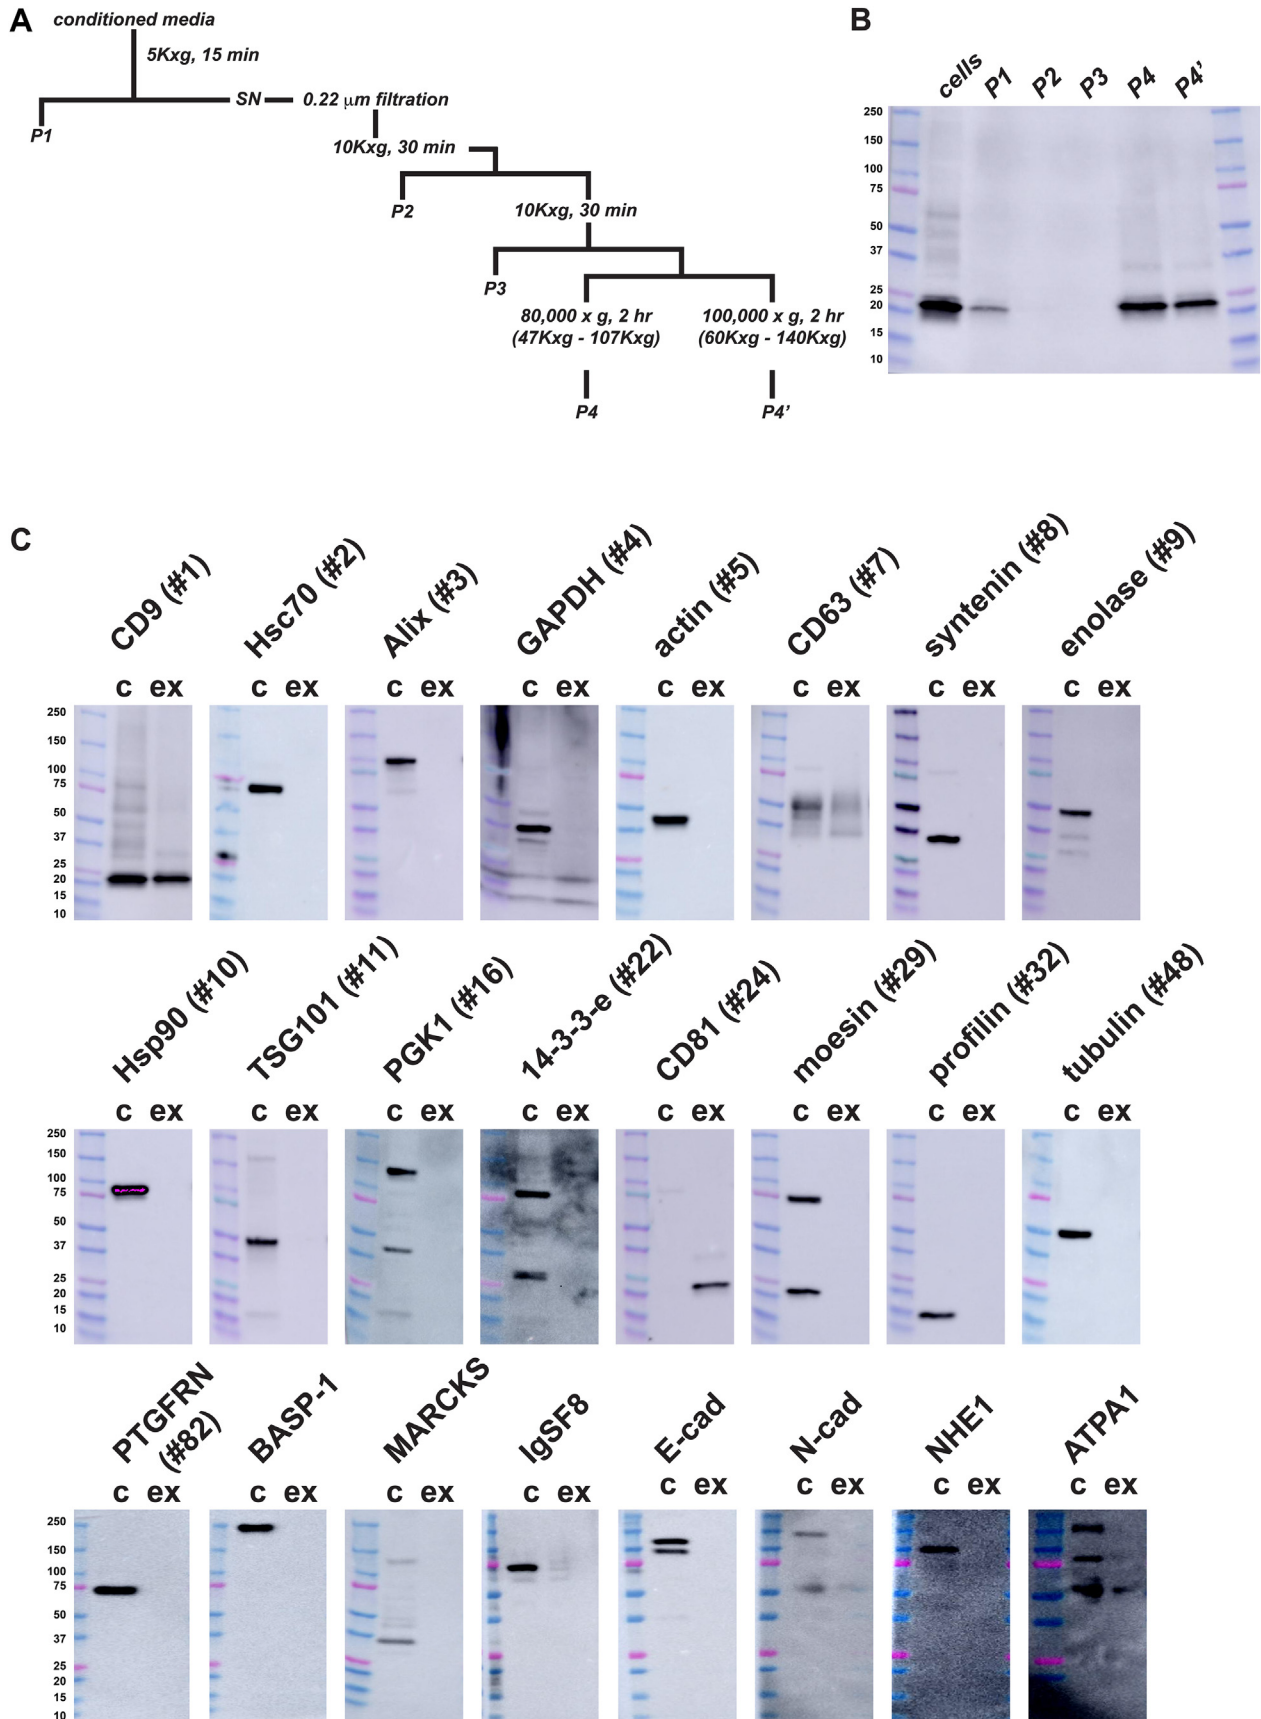 A
conditioned media
5Kxg, 15 min
SN
0.22 μm filtration
P1
10Kxg, 30 min
P2
10Kxg, 30 min
P3
80,000 x g, 2 hr
(47Kxg - 107Kxg)
100,000 x g, 2 hr
(60Kxg - 140Kxg)
P4
P4'
B
cells
P1
P2
P3
P4
P4'
250
150
100
75
50
37
25
20
15
10
C
CD9 (#1)
Hsc70 (#2)
Alix (#3)
GAPDH (#4)
actin (#5)
CD63 (#7)
syntenin (#8)
enolase (#9)
c ex c ex c ex c ex c ex c ex c ex c ex
250
150
100
75
50
37
25
20
15
10
Hsp90 (#10)
TSG101 (#11)
PGK1 (#16)
14-3-3-e (#22)
CD81 (#24)
moesin (#29)
profilin (#32)
tubulin (#48)
c ex c ex c ex c ex c ex c ex c ex c ex
250
150
100
75
50
37
25
20
15
10
PTGFRN
(#82)
BASP-1
MARCKS
IgSF8
E-cad
N-cad
NHE1
ATPA1
c ex c ex c ex c ex c ex c ex c ex c ex
250
150
100
75
50
37
25
20
15
10